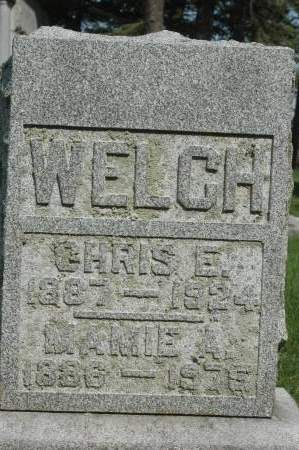 WELCH
CHRIS E.
1887 — 1924
MAMIE A.
1886 — 1975